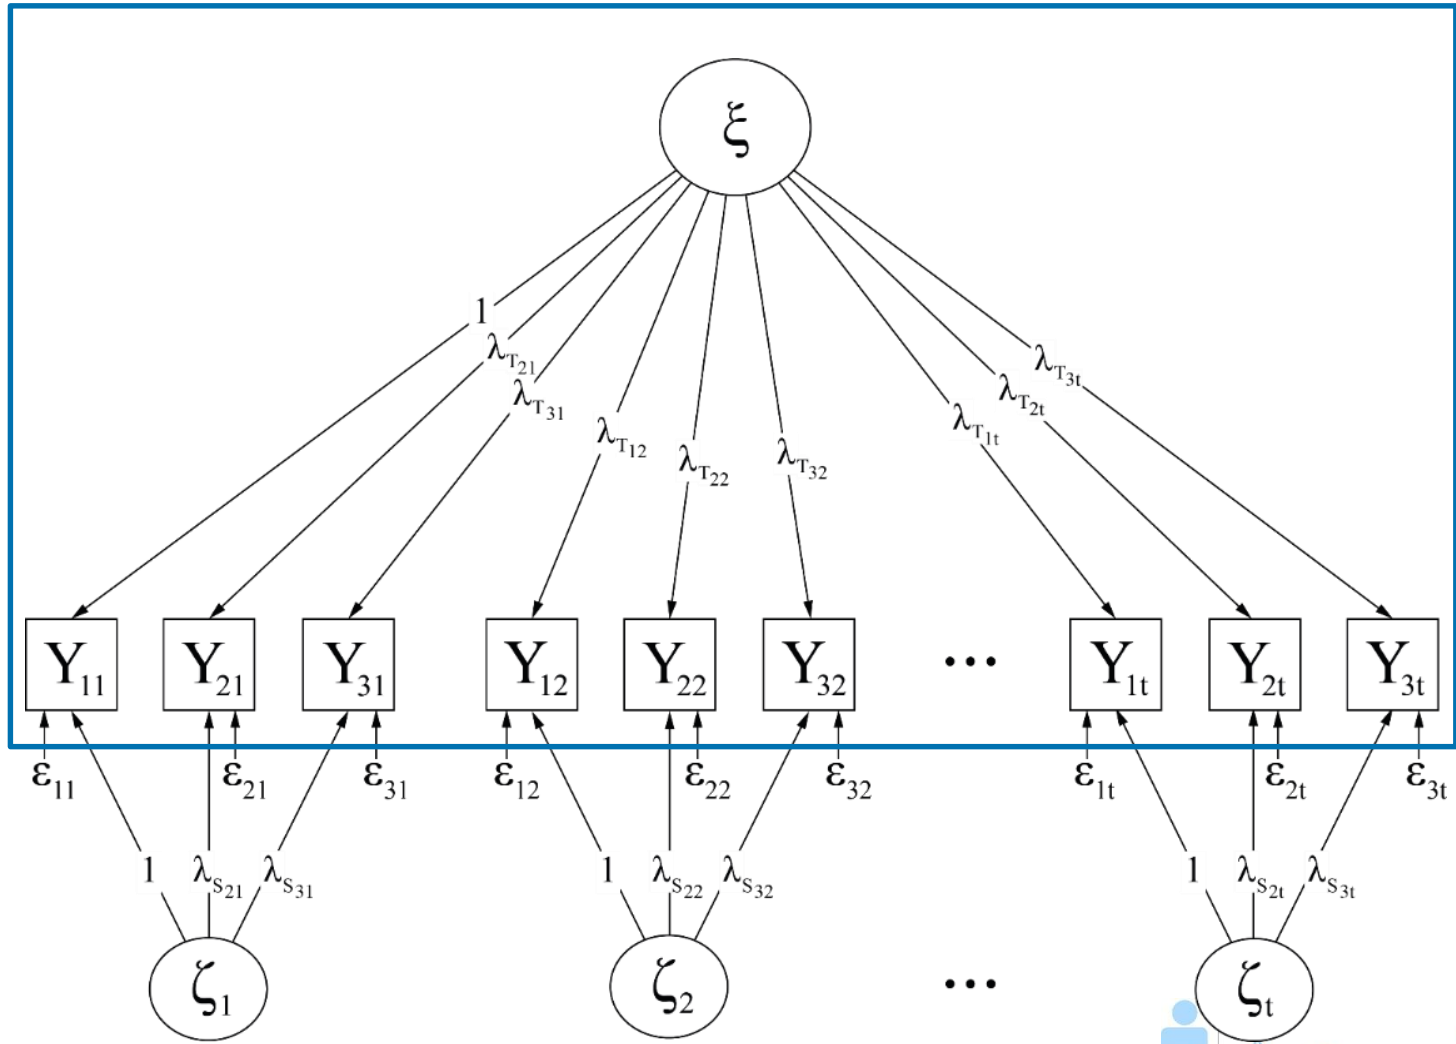 ξ
1
λT21
λT31
λT12
λT22
λT32
λT1t
λT2t
λT3t
Y11 Y21 Y31 Y12 Y22 Y32 ••• Y1t Y2t Y3t
ε11 ε21 ε31 ε12 ε22 ε32 ε1t ε2t ε3t
1 λS21 λS31 1 λS22 λS32 1 λS2t λS3t
ζ1 ζ2 ••• ζt